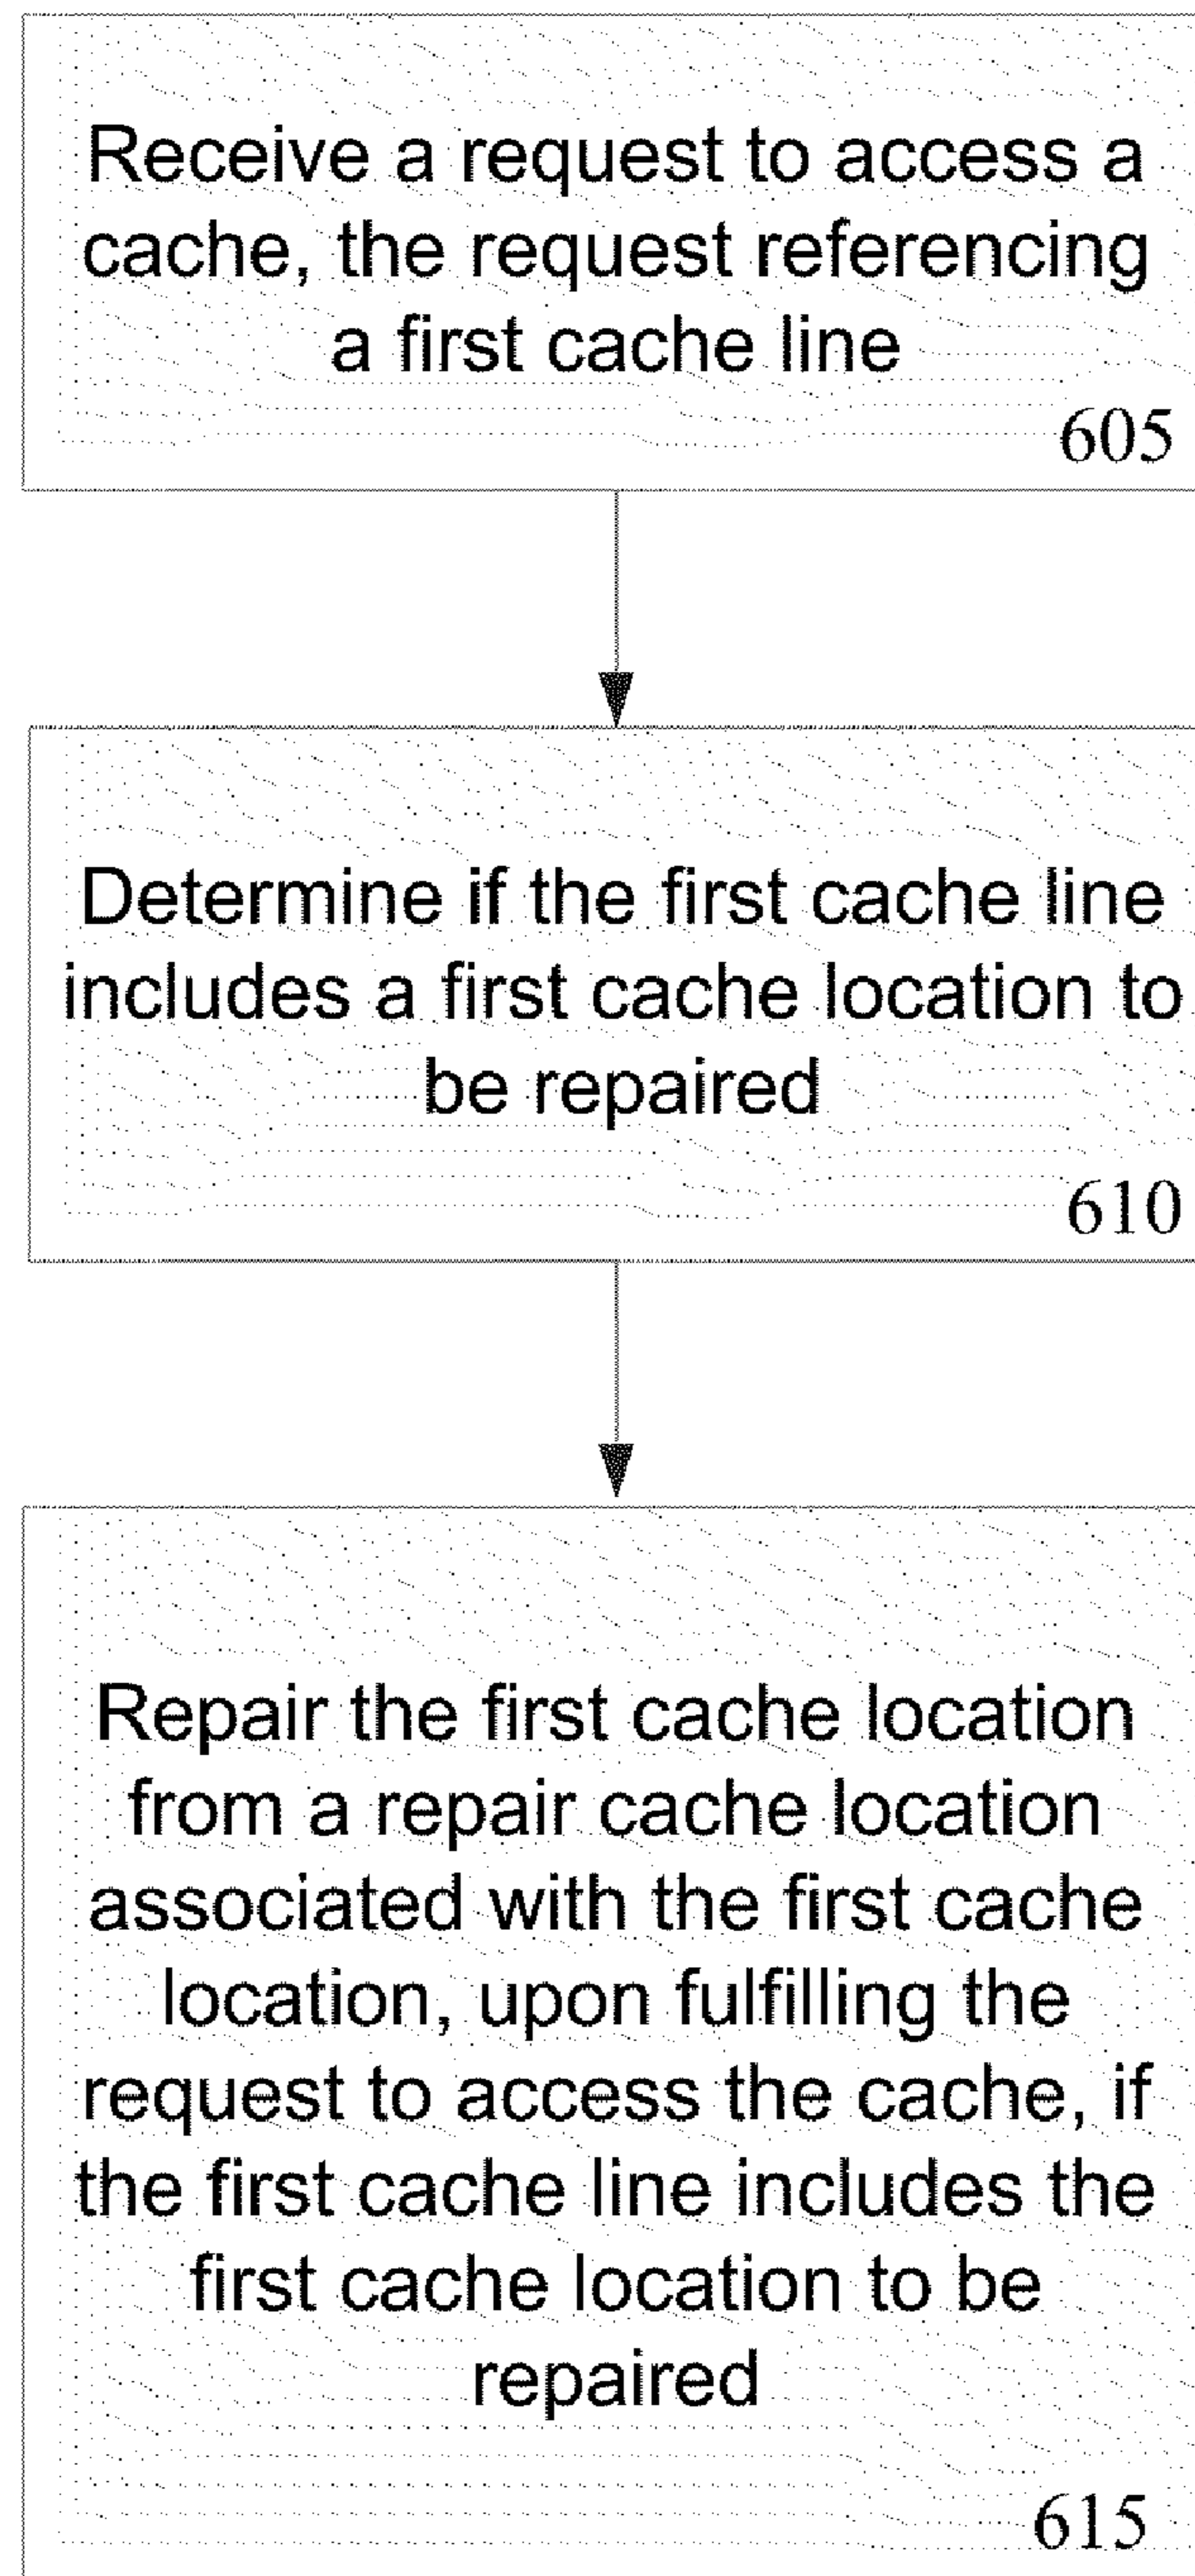 Receive a request to access a
cache, the request referencing
a first cache line
605
Determine if the first cache line
includes a first cache location to
be repaired
610
Repair the first cache location
from a repair cache location
associated with the first cache
location, upon fulfilling the
request to access the cache, if
the first cache line includes the
first cache location to be
repaired
615